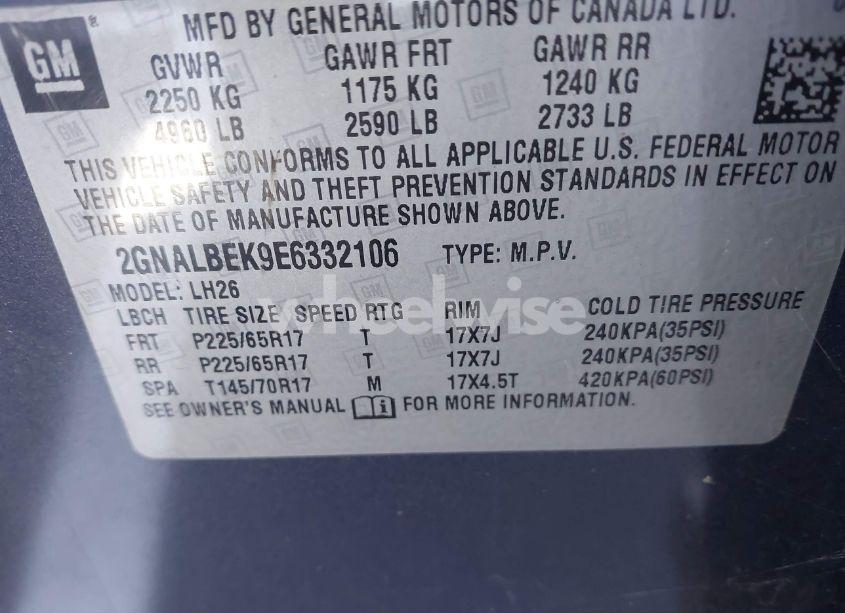 MFD BY GENERAL MOTORS OF CANADA LTD.
GM ®
GVWR GAWR FRT GAWR RR
2250 KG 1175 KG 1240 KG
4960 LB 2590 LB 2733 LB
THIS VEHICLE CONFORMS TO ALL APPLICABLE U.S. FEDERAL MOTOR
VEHICLE SAFETY AND THEFT PREVENTION STANDARDS IN EFFECT ON
THE DATE OF MANUFACTURE SHOWN ABOVE.
2GNALBEK9E6332106 TYPE: M.P.V.
MODEL: LH26
LBCH TIRE SIZE SPEED RTG RIM COLD TIRE PRESSURE
FRT P225/65R17 T 17X7J 240KPA(35PSI)
RR P225/65R17 T 17X7J 240KPA(35PSI)
SPA T145/70R17 M 17X4.5T 420KPA(60PSI)
SEE OWNER'S MANUAL FOR MORE INFORMATION.
wheelwise